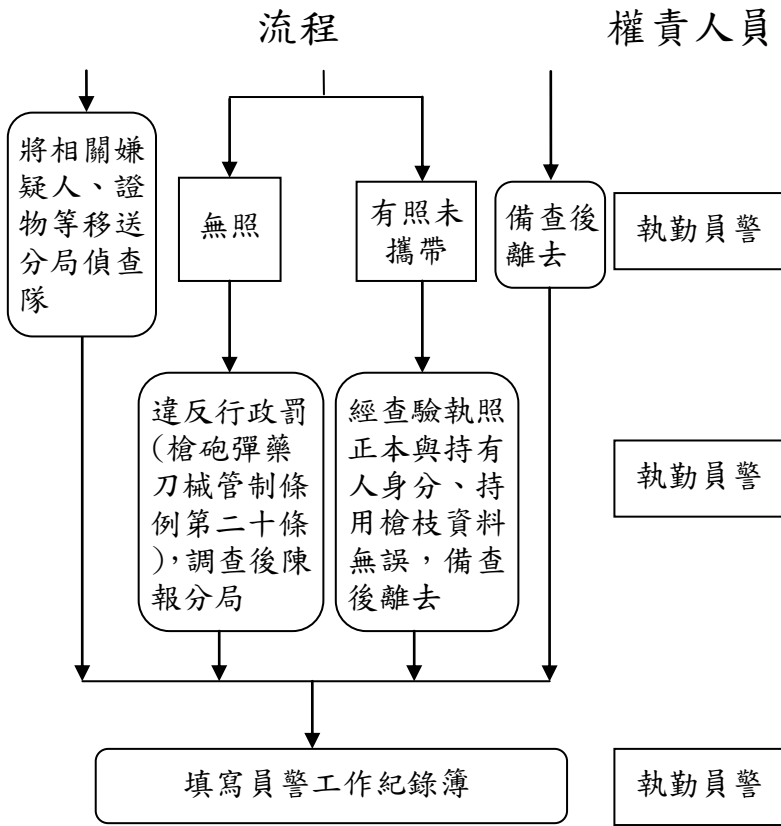 流程
權責人員
將相關嫌
疑人、證
物等移送
分局偵查
隊
無照
有照未
攜帶
備查後
離去
執勤員警
違反行政罰
(槍砲彈藥
刀械管制條
例第二十條
),調查後陳
報分局
經查驗執照
正本與持有
人身分、持
用槍枝資料
無誤,備查
後離去
執勤員警
填寫員警工作紀錄簿
執勤員警